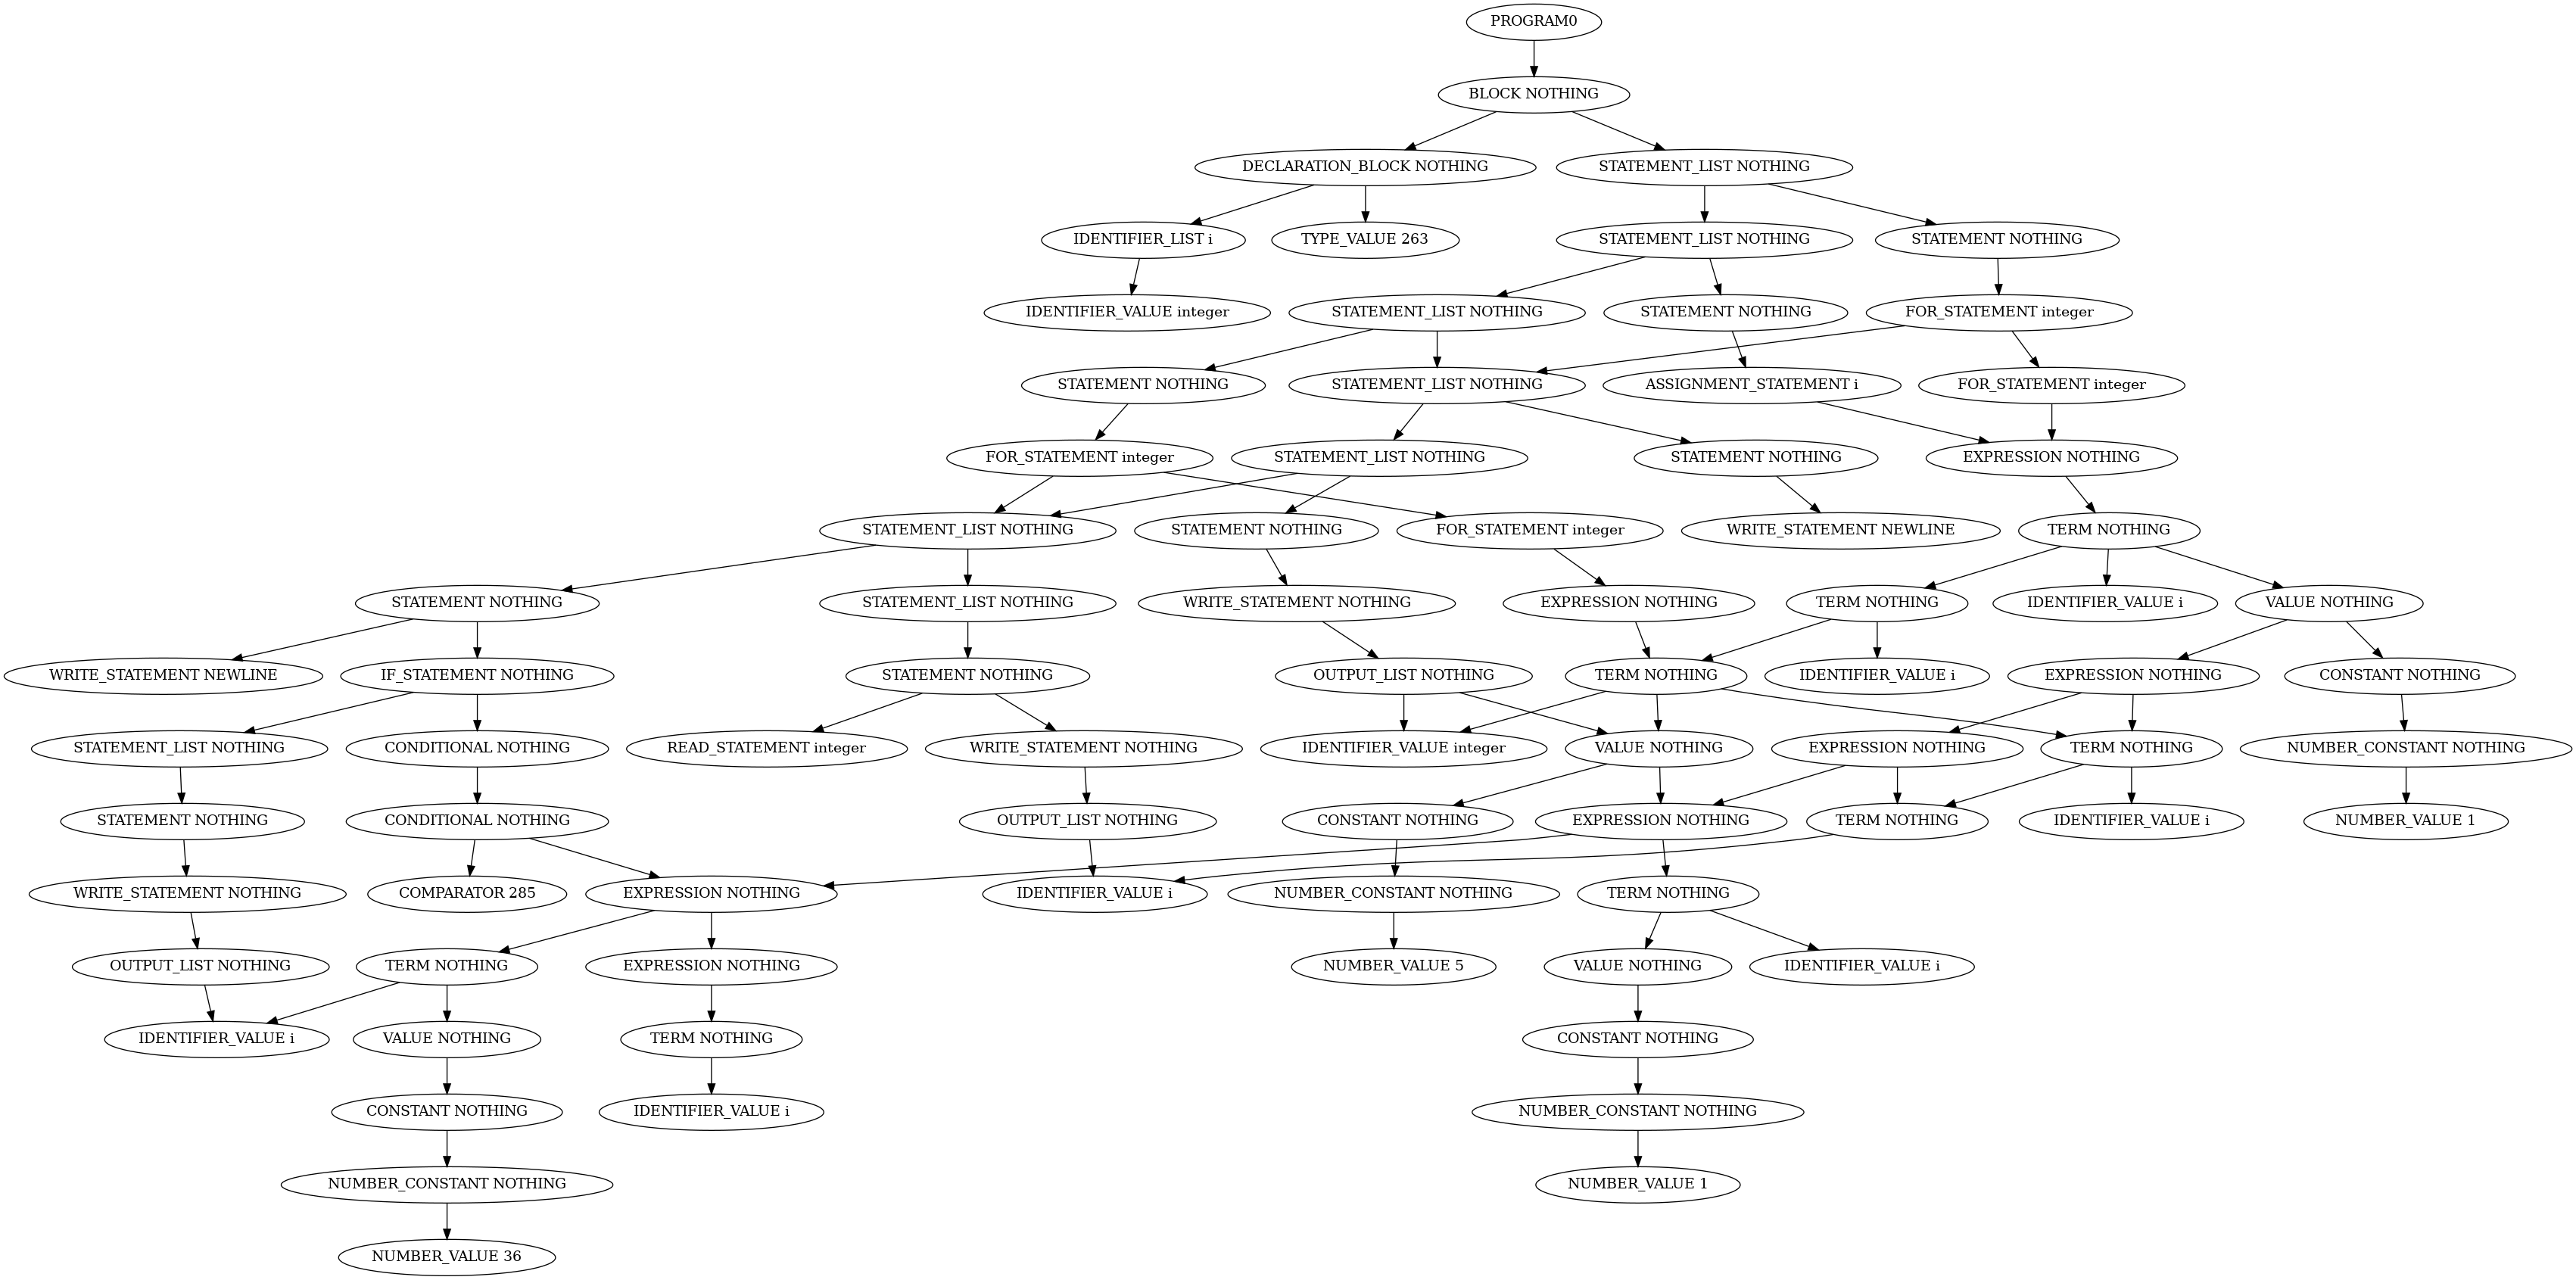 PROGRAM0
BLOCK NOTHING
DECLARATION_BLOCK NOTHING
STATEMENT_LIST NOTHING
IDENTIFIER_LIST i
TYPE_VALUE 263
STATEMENT_LIST NOTHING
STATEMENT NOTHING
IDENTIFIER_VALUE integer
STATEMENT_LIST NOTHING
STATEMENT NOTHING
FOR_STATEMENT integer
STATEMENT NOTHING
STATEMENT_LIST NOTHING
ASSIGNMENT_STATEMENT i
FOR_STATEMENT integer
FOR_STATEMENT integer
STATEMENT_LIST NOTHING
STATEMENT NOTHING
EXPRESSION NOTHING
STATEMENT_LIST NOTHING
STATEMENT NOTHING
FOR_STATEMENT integer
WRITE_STATEMENT NEWLINE
TERM NOTHING
STATEMENT NOTHING
STATEMENT_LIST NOTHING
WRITE_STATEMENT NOTHING
EXPRESSION NOTHING
TERM NOTHING
IDENTIFIER_VALUE i
VALUE NOTHING
WRITE_STATEMENT NEWLINE
IF_STATEMENT NOTHING
STATEMENT NOTHING
OUTPUT_LIST NOTHING
TERM NOTHING
IDENTIFIER_VALUE i
EXPRESSION NOTHING
CONSTANT NOTHING
STATEMENT_LIST NOTHING
CONDITIONAL NOTHING
READ_STATEMENT integer
WRITE_STATEMENT NOTHING
IDENTIFIER_VALUE integer
VALUE NOTHING
EXPRESSION NOTHING
TERM NOTHING
NUMBER_CONSTANT NOTHING
STATEMENT NOTHING
CONDITIONAL NOTHING
OUTPUT_LIST NOTHING
CONSTANT NOTHING
EXPRESSION NOTHING
TERM NOTHING
IDENTIFIER_VALUE i
NUMBER_VALUE 1
WRITE_STATEMENT NOTHING
COMPARATOR 285
EXPRESSION NOTHING
IDENTIFIER_VALUE i
NUMBER_CONSTANT NOTHING
TERM NOTHING
OUTPUT_LIST NOTHING
TERM NOTHING
EXPRESSION NOTHING
NUMBER_VALUE 5
VALUE NOTHING
IDENTIFIER_VALUE i
IDENTIFIER_VALUE i
VALUE NOTHING
TERM NOTHING
CONSTANT NOTHING
CONSTANT NOTHING
IDENTIFIER_VALUE i
NUMBER_CONSTANT NOTHING
NUMBER_CONSTANT NOTHING
NUMBER_VALUE 1
NUMBER_VALUE 36